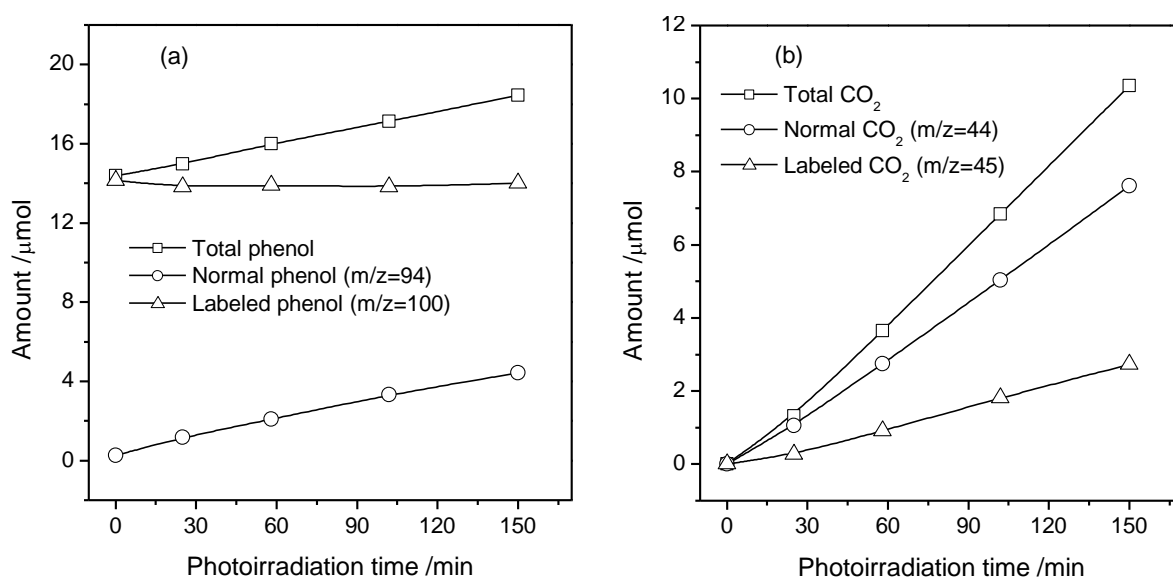 (a)
20
16
12
8
4
0
Amount /μmol
Total phenol
Normal phenol (m/z=94)
Labeled phenol (m/z=100)
0 30 60 90 120 150
Photoirradiation time /min
(b)
12
10
8
6
4
2
0
Amount /μmol
Total CO₂
Normal CO₂ (m/z=44)
Labeled CO₂ (m/z=45)
0 30 60 90 120 150
Photoirradiation time /min